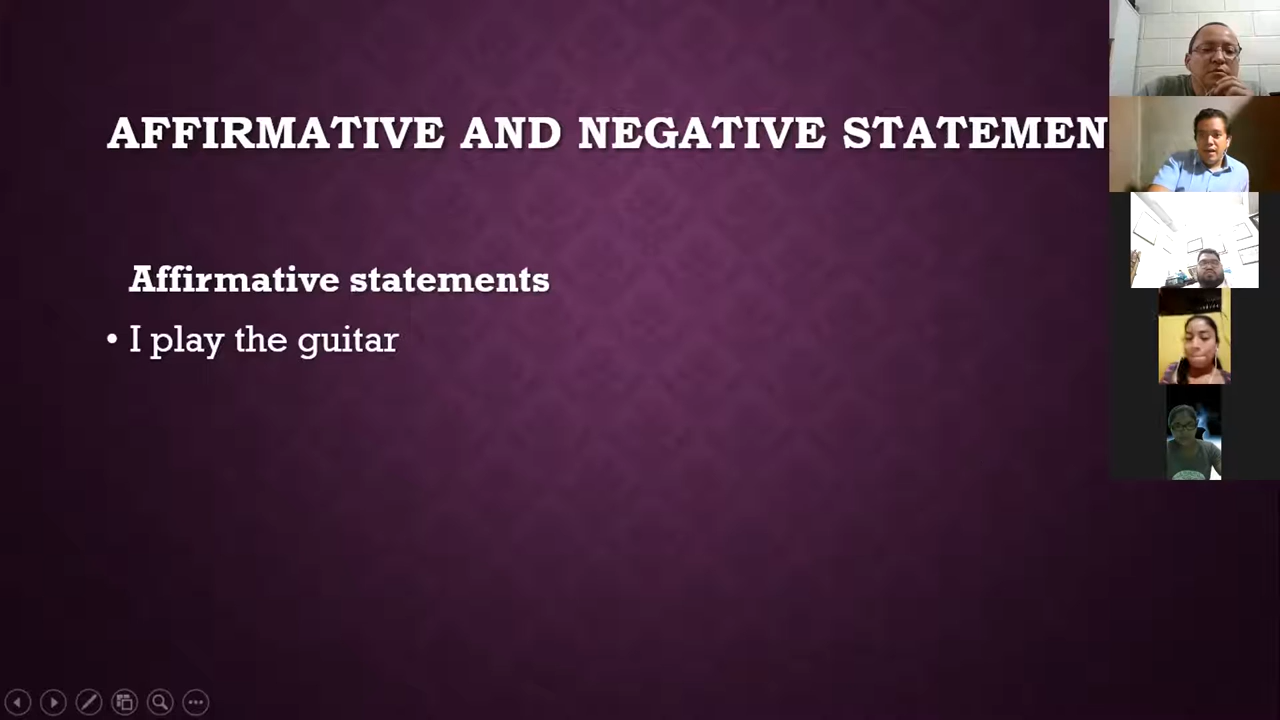 AFFIRMATIVE AND NEGATIVE STATEMEN
Affirmative statements
• I play the guitar